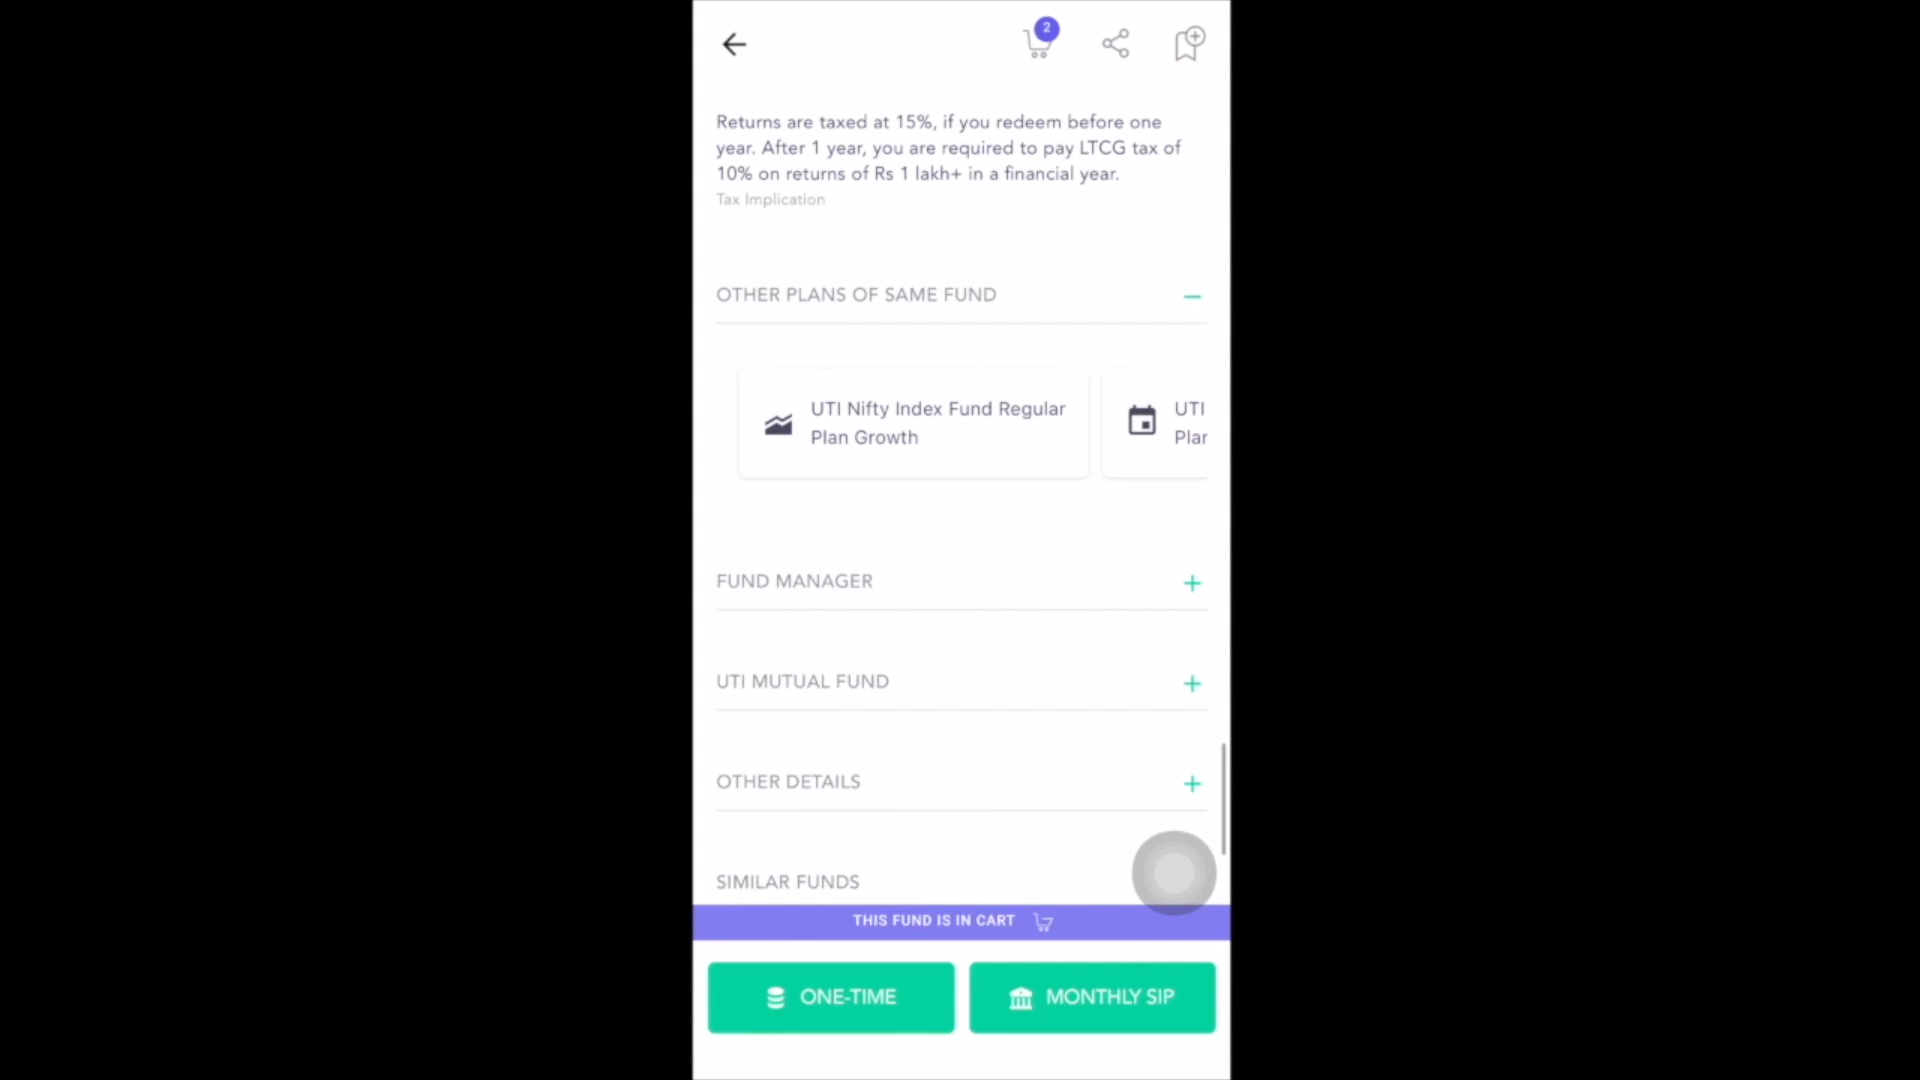 2
Returns are taxed at 15%, if you redeem before one
year. After 1 year, you are required to pay LTCG tax of
10% on returns of Rs 1 lakh+ in a financial year.
Tax Implication
OTHER PLANS OF SAME FUND
UTI Nifty Index Fund Regular
Plan Growth
UTI
Plar
FUND MANAGER
UTI MUTUAL FUND
OTHER DETAILS
SIMILAR FUNDS
THIS FUND IS IN CART
ONE-TIME
MONTHLY SIP